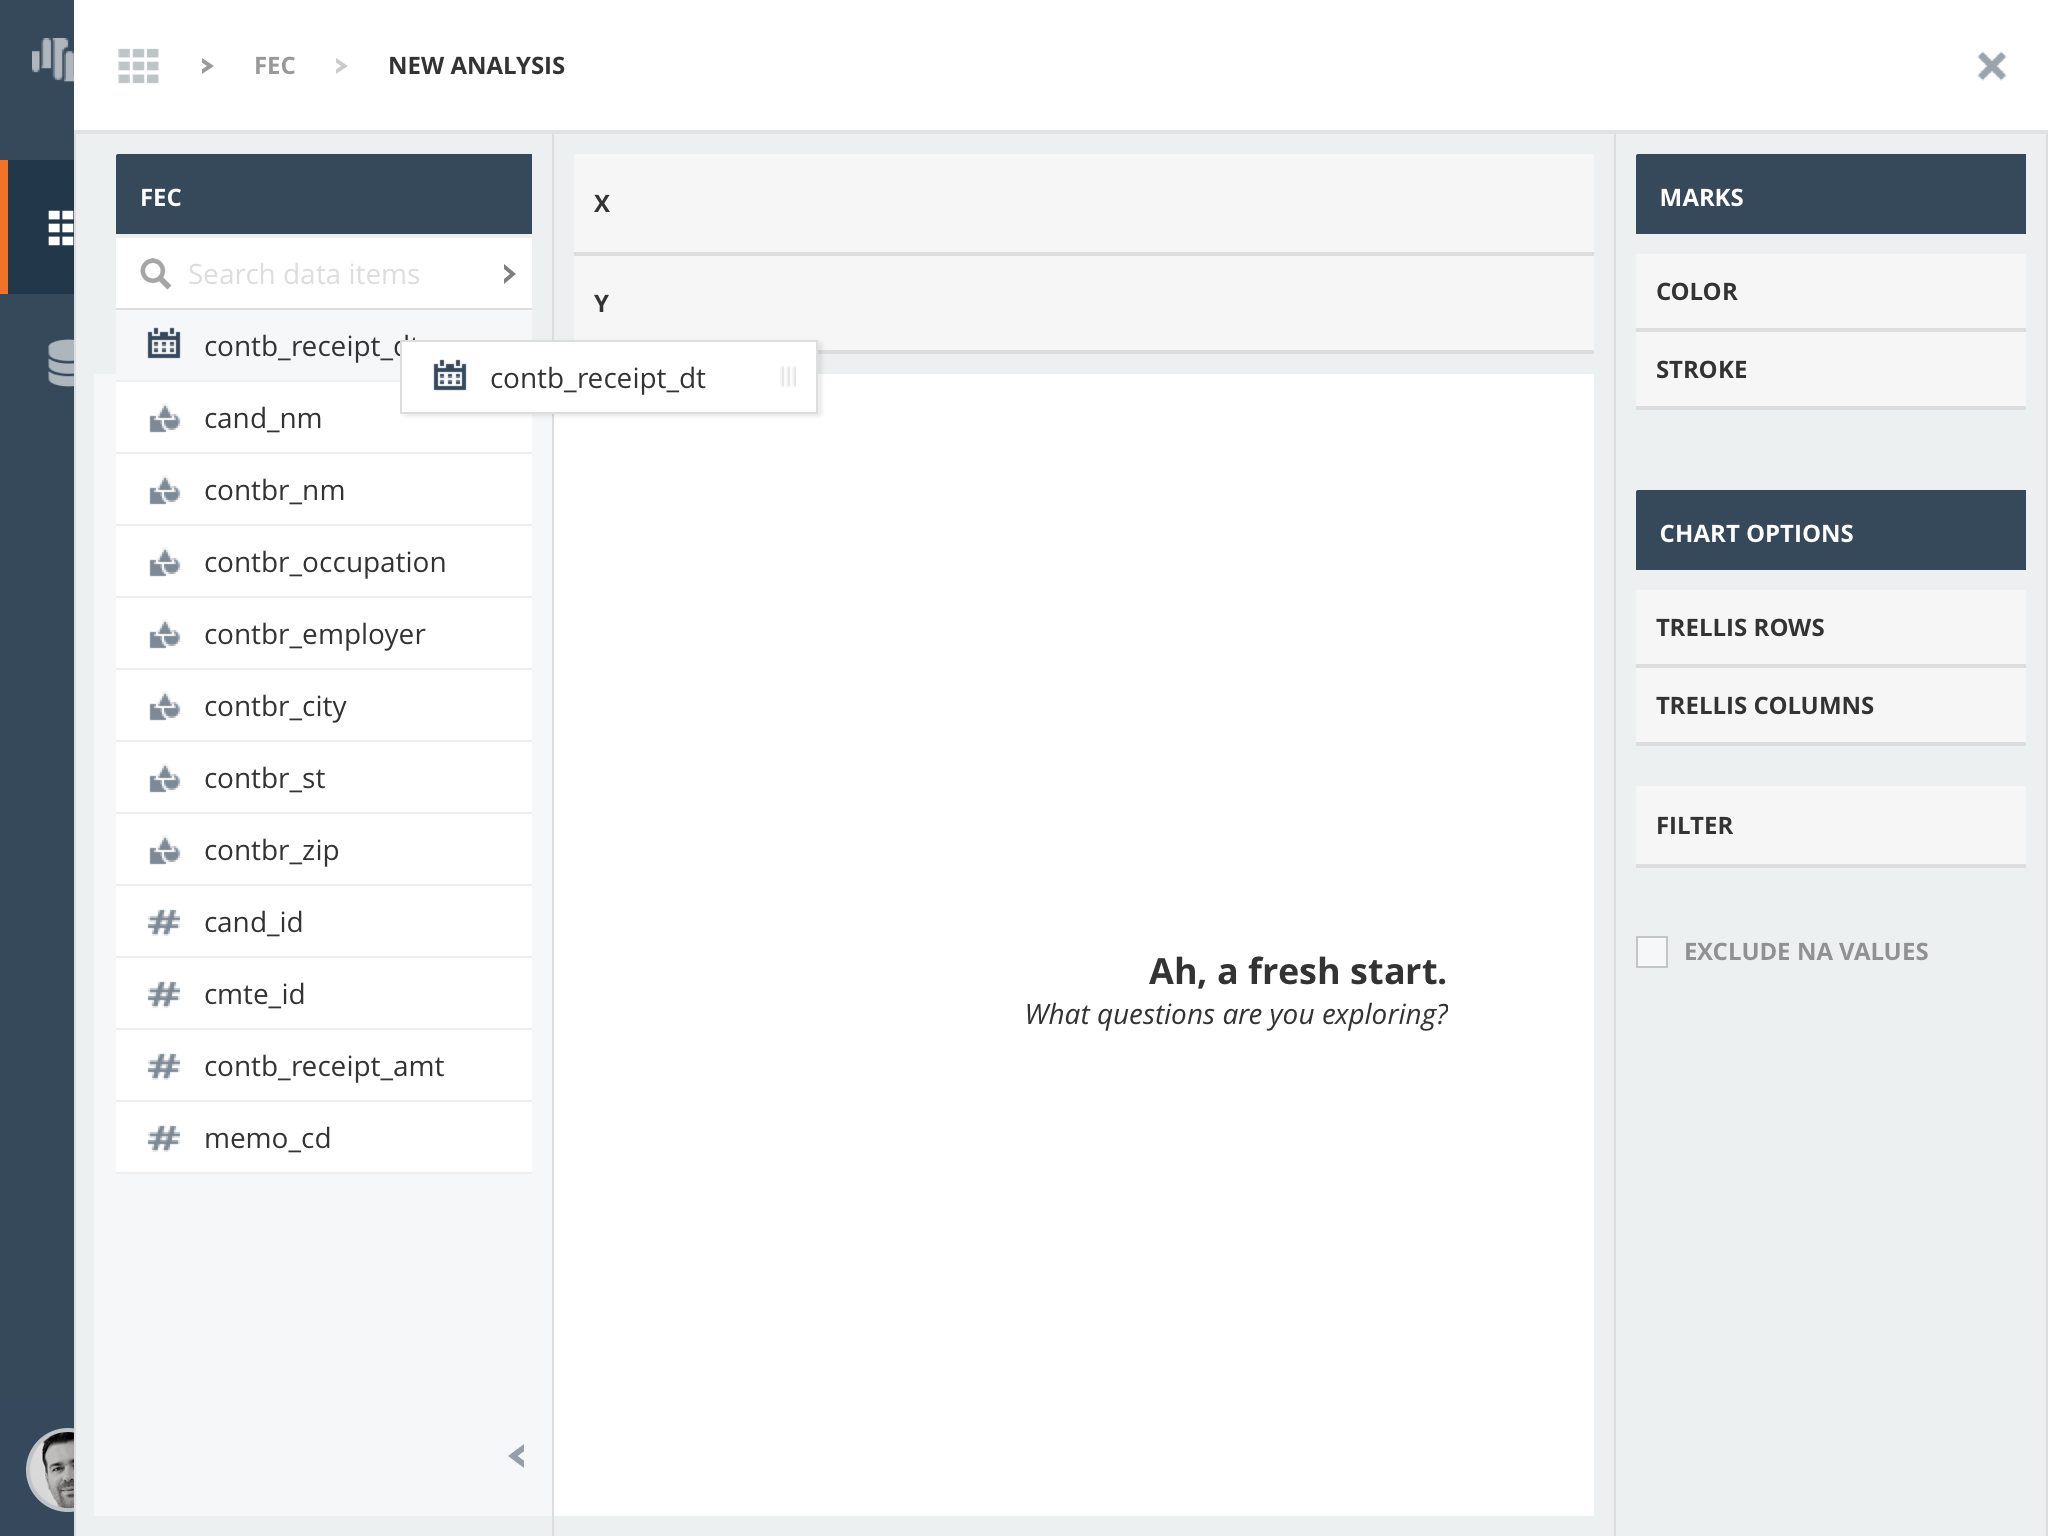 FEC
NEW ANALYSIS
FEC
Search data items
contb_receipt_dt
contb_receipt_dt
cand_nm
contbr_nm
contbr_occupation
contbr_employer
contbr_city
contbr_st
contbr_zip
# cand_id
# cmte_id
# contb_receipt_amt
# memo_cd
X
Y
Ah, a fresh start.
What questions are you exploring?
MARKS
COLOR
STROKE
CHART OPTIONS
TRELLIS ROWS
TRELLIS COLUMNS
FILTER
EXCLUDE NA VALUES